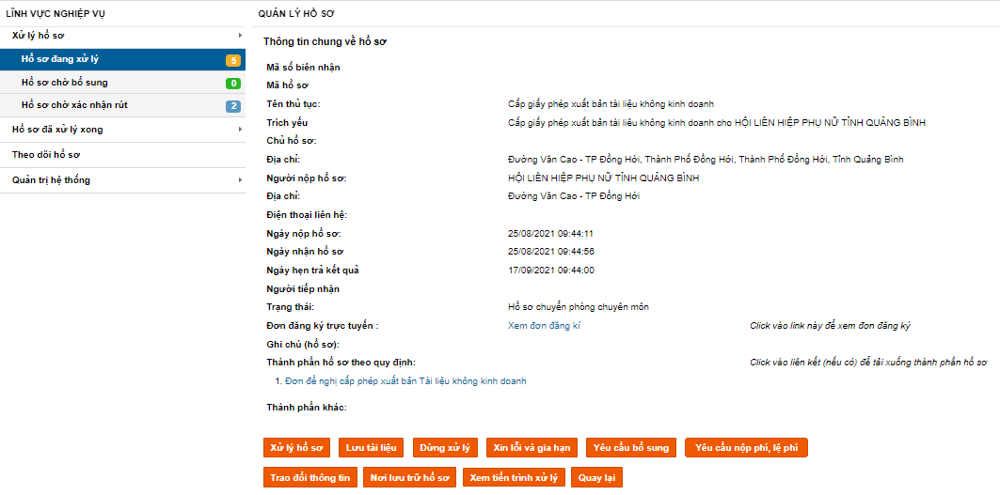 LĨNH VỰC NGHIỆP VỤ
Xử lý hồ sơ
Hồ sơ đang xử lý 5
Hồ sơ chờ bổ sung 0
Hồ sơ chờ xác nhận rút 2
Hồ sơ đã xử lý xong
Theo dõi hồ sơ
Quản trị hệ thống
QUẢN LÝ HỒ SƠ
Thông tin chung về hồ sơ
Mã số biên nhận
Mã hồ sơ
Tên thủ tục: Cấp giấy phép xuất bản tài liệu không kinh doanh
Trích yếu Cấp giấy phép xuất bản tài liệu không kinh doanh cho HỘI LIÊN HIỆP PHỤ NỮ TỈNH QUẢNG BÌNH
Chủ hồ sơ:
Địa chỉ: Đường Văn Cao - TP Đồng Hới, Thành Phố Đồng Hới, Thành Phố Đồng Hới, Tỉnh Quảng Bình
Người nộp hồ sơ: HỘI LIÊN HIỆP PHỤ NỮ TỈNH QUẢNG BÌNH
Địa chỉ: Đường Văn Cao - TP Đồng Hới
Điện thoại liên hệ:
Ngày nộp hồ sơ: 25/08/2021 09:44:11
Ngày nhận hồ sơ 25/08/2021 09:44:56
Ngày hẹn trả kết quả 17/09/2021 09:44:00
Người tiếp nhận
Trạng thái: Hồ sơ chuyển phòng chuyên môn
Đơn đăng ký trực tuyến : Xem đơn đăng kí Click vào link này để xem đơn đăng ký
Ghi chú (hồ sơ):
Thành phần hồ sơ theo quy định: Click vào liên kết (nếu có) để tải xuống thành phần hồ sơ
1. Đơn đề nghị cấp phép xuất bản Tài liệu không kinh doanh
Thành phần khác:
Xử lý hồ sơ Lưu tài liệu Dừng xử lý Xin lỗi và gia hạn Yêu cầu bổ sung Yêu cầu nộp phí, lệ phí
Trao đổi thông tin Nơi lưu trữ hồ sơ Xem tiến trình xử lý Quay lại